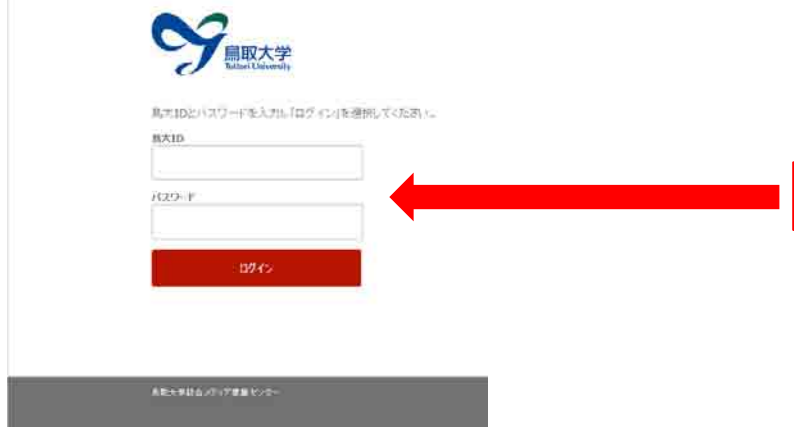 鳥取大学
Tottori University
鳥大IDとパスワードを入力し「ログイン」を選択してください。
鳥大ID
パスワード
ログイン
鳥取大学総合メディア基盤センター